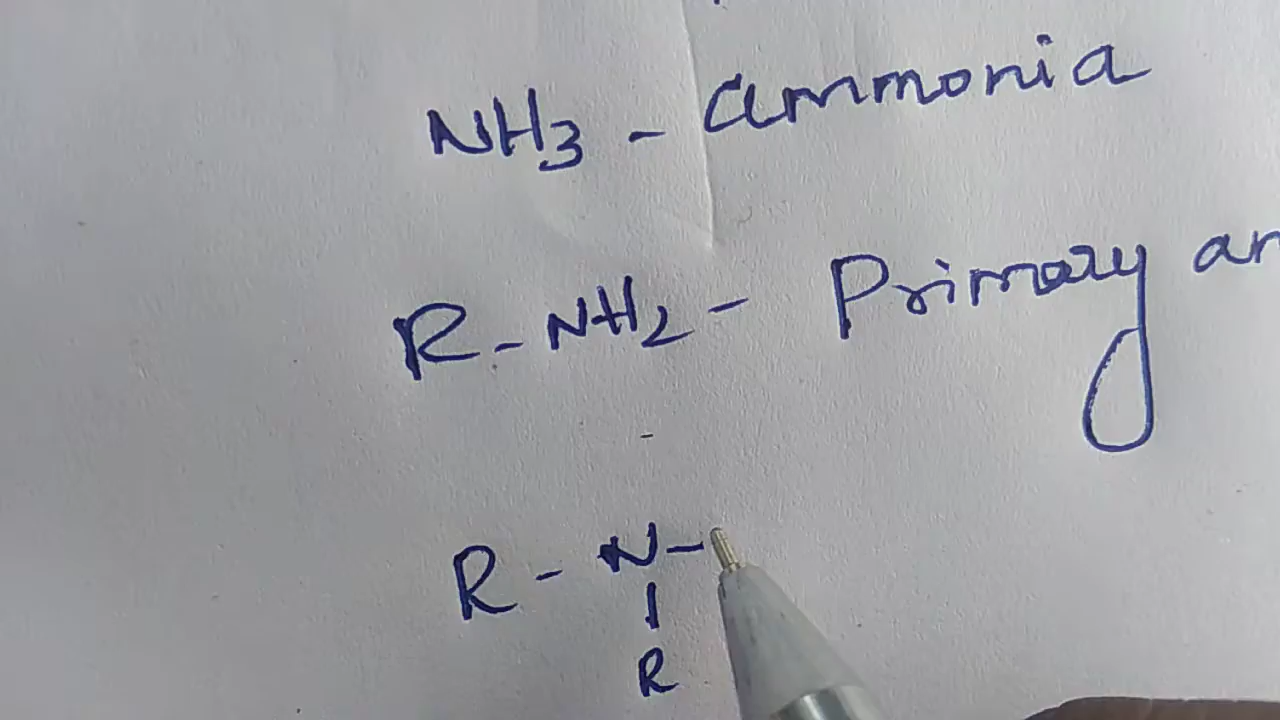 NH3 - Ammonia
R-NH2 - Primary
R - N -
|
R